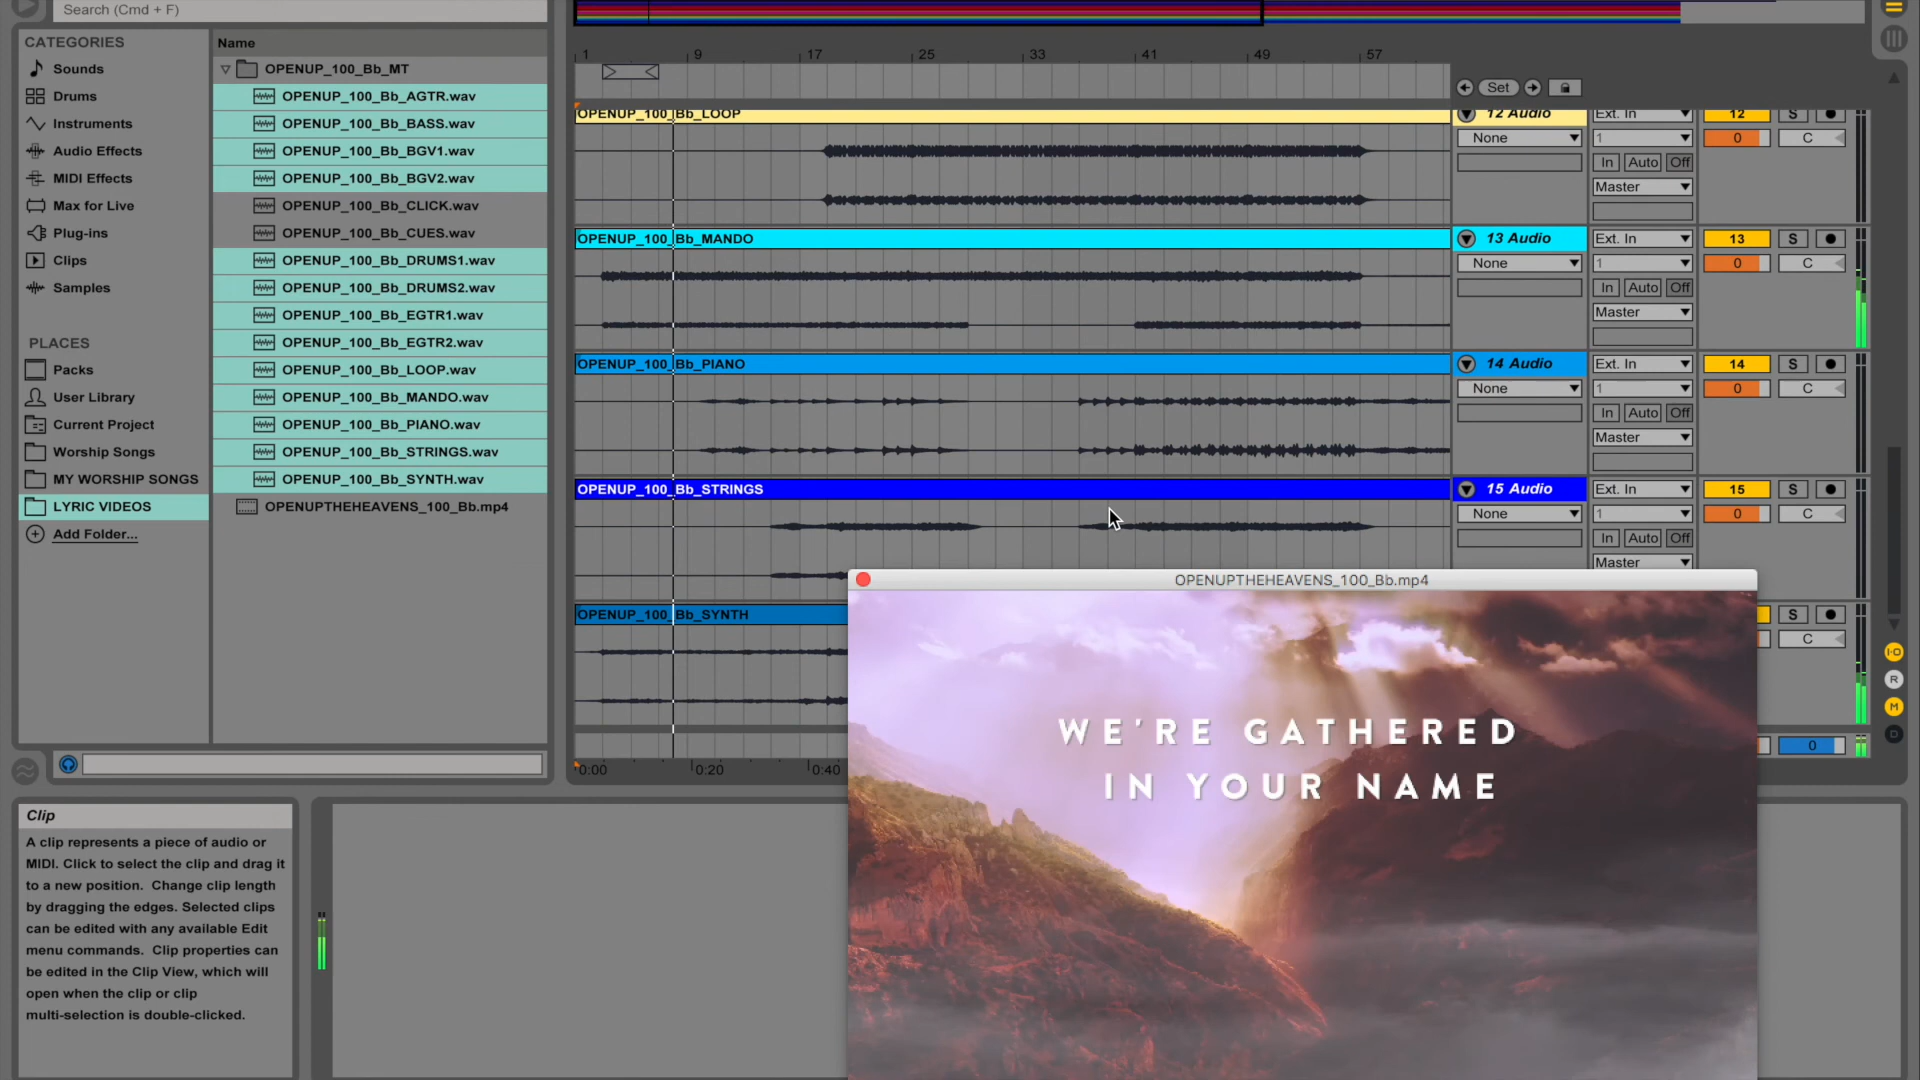 Search (Cmd + F)
CATEGORIES
Sounds
Drums
Instruments
Audio Effects
MIDI Effects
Max for Live
Plug-ins
Clips
Samples
PLACES
Packs
User Library
Current Project
Worship Songs
MY WORSHIP SONGS
LYRIC VIDEOS
Add Folder...
Name
OPENUP_100_Bb_MT
OPENUP_100_Bb_AGTR.wav
OPENUP_100_Bb_BASS.wav
OPENUP_100_Bb_BGV1.wav
OPENUP_100_Bb_BGV2.wav
OPENUP_100_Bb_CLICK.wav
OPENUP_100_Bb_CUES.wav
OPENUP_100_Bb_DRUMS1.wav
OPENUP_100_Bb_DRUMS2.wav
OPENUP_100_Bb_EGTR1.wav
OPENUP_100_Bb_EGTR2.wav
OPENUP_100_Bb_LOOP.wav
OPENUP_100_Bb_MANDO.wav
OPENUP_100_Bb_PIANO.wav
OPENUP_100_Bb_STRINGS.wav
OPENUP_100_Bb_SYNTH.wav
OPENUPTHEHEAVENS_100_Bb.mp4
1 9 17 25 33 41 49 57
Set
OPENUP_100_Bb_LOOP
12 Audio Ext. In 12 S
None 1 0 C
In Auto Off
Master
OPENUP_100_Bb_MANDO
13 Audio Ext. In 13 S
None 1 0 C
In Auto Off
Master
OPENUP_100_Bb_PIANO
14 Audio Ext. In 14 S
None 1 0 C
In Auto Off
Master
OPENUP_100_Bb_STRINGS
15 Audio Ext. In 15 S
None 1 0 C
In Auto Off
Master
OPENUP_100_Bb_SYNTH
S
C
0
I-O
R
M
D
0:00 0:20 0:40
OPENUPTHEHEAVENS_100_Bb.mp4
WE'RE GATHERED
IN YOUR NAME
Clip
A clip represents a piece of audio or
MIDI. Click to select the clip and drag it
to a new position. Change clip length
by dragging the edges. Selected clips
can be edited with any available Edit
menu commands. Clip properties can
be edited in the Clip View, which will
open when the clip or clip
multi-selection is double-clicked.